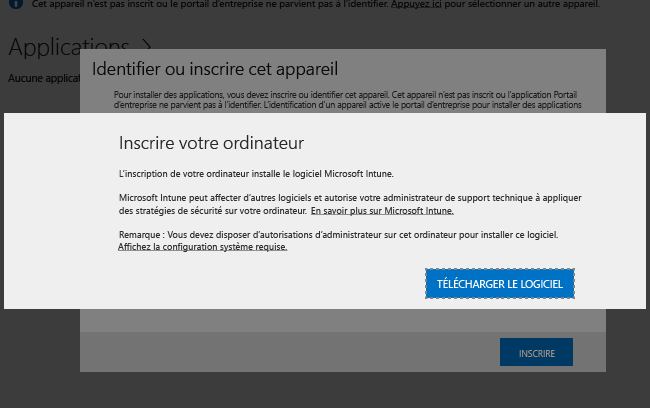 Cet appareil n'est pas inscrit ou le portail d'entreprise ne parvient pas à l'identifier. Appuyez ici pour sélectionner un autre appareil.
Applications
Aucune applicat
Identifier ou inscrire cet appareil
Pour installer des applications, vous devez inscrire ou identifier cet appareil. Cet appareil n'est pas inscrit ou l'application Portail
d'entreprise ne parvient pas à l'identifier. L'identification d'un appareil active le portail d'entreprise pour installer des applications
Inscrire votre ordinateur
L'inscription de votre ordinateur installe le logiciel Microsoft Intune.
Microsoft Intune peut affecter d'autres logiciels et autorise votre administrateur de support technique à appliquer
des stratégies de sécurité sur votre ordinateur. En savoir plus sur Microsoft Intune.
Remarque : Vous devez disposer d'autorisations d'administrateur sur cet ordinateur pour installer ce logiciel.
Affichez la configuration système requise.
TÉLÉCHARGER LE LOGICIEL
INSCRIRE